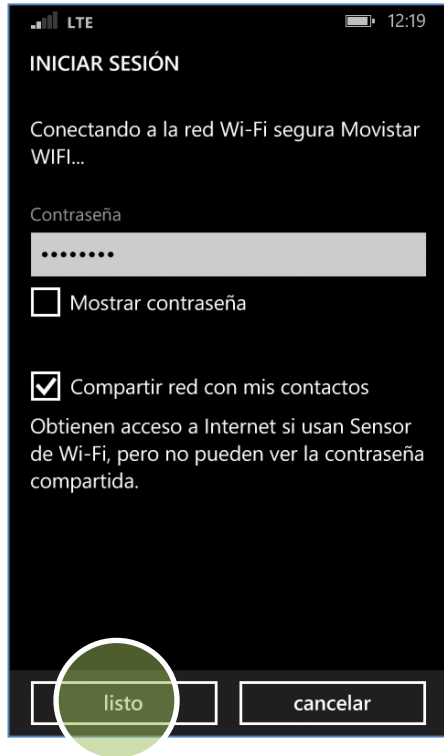 LTE 12:19
INICIAR SESIÓN
Conectando a la red Wi-Fi segura Movistar
WIFI...
Contraseña
••••••••
Mostrar contraseña
Compartir red con mis contactos
Obtienen acceso a Internet si usan Sensor
de Wi-Fi, pero no pueden ver la contraseña
compartida.
listo cancelar